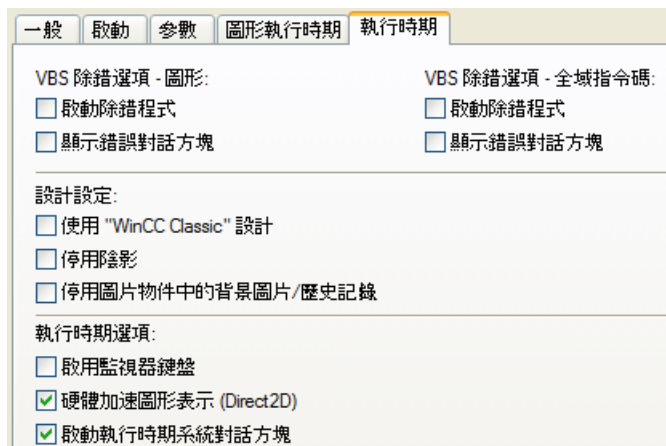 一般 啟動 參數 圖形執行時期 執行時期
VBS 除錯選項 - 圖形: VBS 除錯選項 - 全域指令碼:
啟動除錯程式 啟動除錯程式
顯示錯誤對話方塊 顯示錯誤對話方塊
設計設定:
使用 "WinCC Classic" 設計
停用陰影
停用圖片物件中的背景圖片/歷史記錄
執行時期選項:
啟用監視器鍵盤
硬體加速圖形表示 (Direct2D)
啟動執行時期系統對話方塊